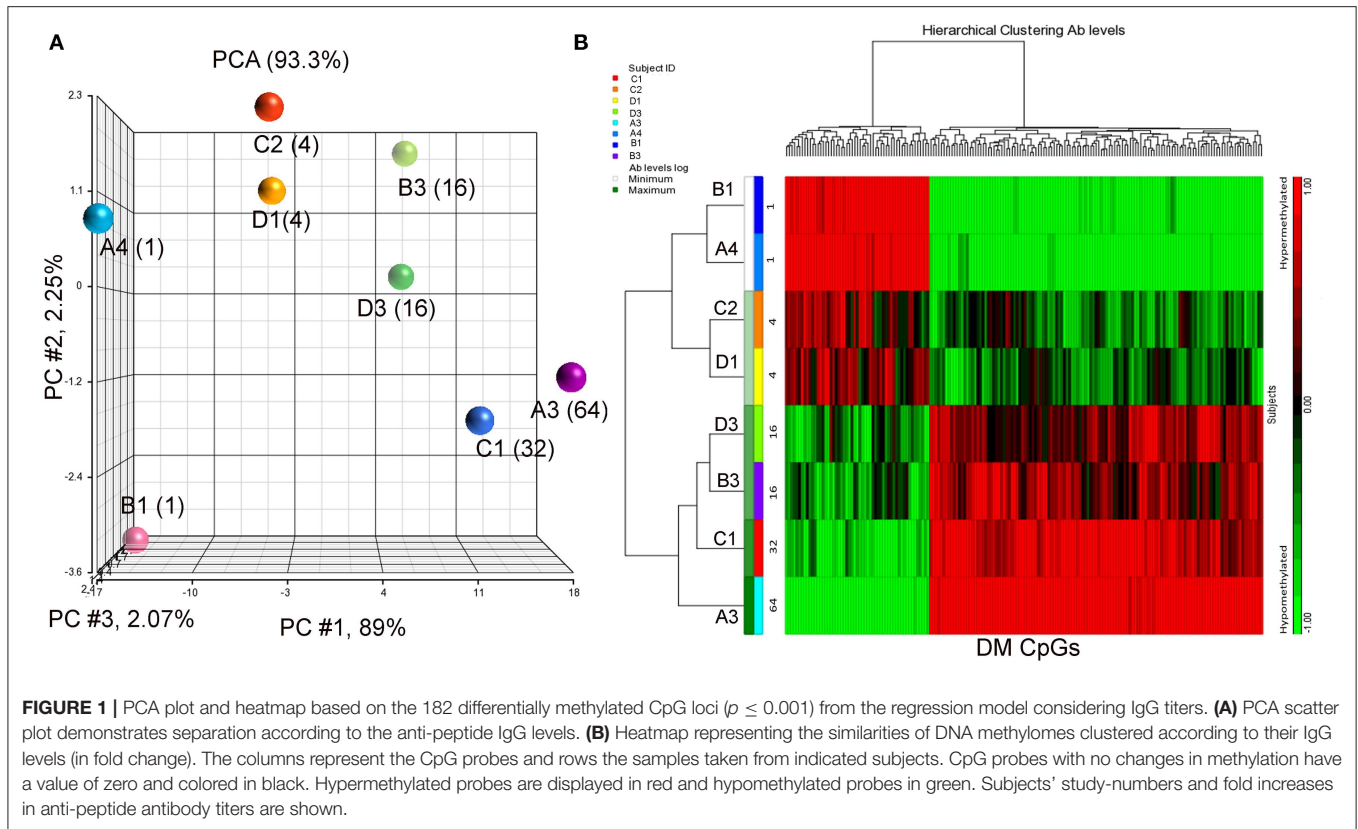 A
PCA (93.3%)
2.3
1.1
0
-1.2
-2.4
-3.6
PC #2, 2.25%
C2 (4)
B3 (16)
D1(4)
A4 (1)
D3 (16)
A3 (64)
C1 (32)
B1 (1)
-10
-3
4
11
18
PC #3, 2.07%
PC #1, 89%
B
Hierarchical Clustering Ab levels
Subject ID
C1
C2
D1
D3
A3
A4
B1
B3
Ab levels log
Minimum
Maximum
B1
1
A4
1
C2
4
D1
4
D3
16
B3
16
C1
32
A3
64
DM CpGs
Subjects
Hypermethylated
Hypomethylated
1.00
0.00
-1.00
FIGURE 1 | PCA plot and heatmap based on the 182 differentially methylated CpG loci (p ≤ 0.001) from the regression model considering IgG titers. (A) PCA scatter
plot demonstrates separation according to the anti-peptide IgG levels. (B) Heatmap representing the similarities of DNA methylomes clustered according to their IgG
levels (in fold change). The columns represent the CpG probes and rows the samples taken from indicated subjects. CpG probes with no changes in methylation have
a value of zero and colored in black. Hypermethylated probes are displayed in red and hypomethylated probes in green. Subjects' study-numbers and fold increases
in anti-peptide antibody titers are shown.